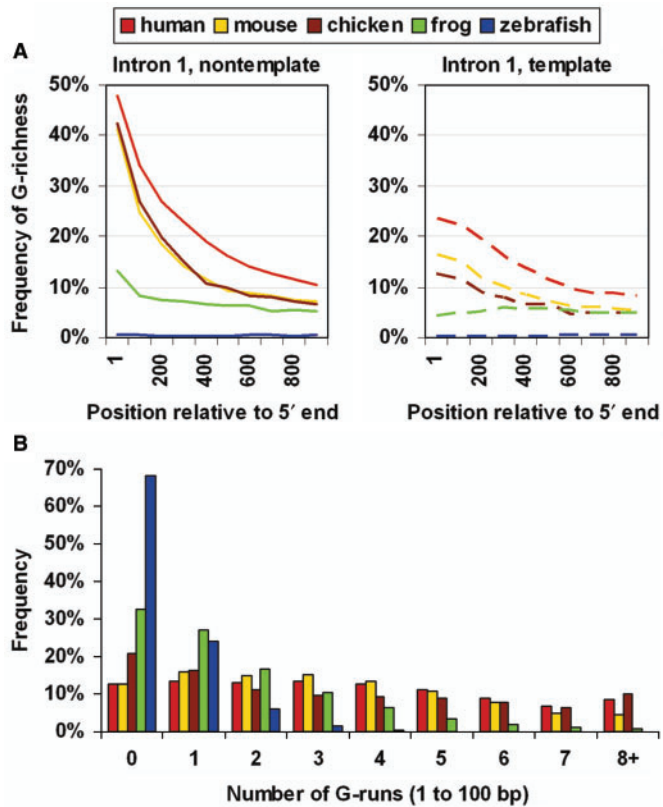 human mouse chicken frog zebrafish
A
Intron 1, nontemplate Intron 1, template
Frequency of G-richness
50% 50%
40% 40%
30% 30%
20% 20%
10% 10%
0% 0%
1 200 400 600 800 1 200 400 600 800
Position relative to 5′ end Position relative to 5′ end
B
Frequency
70%
60%
50%
40%
30%
20%
10%
0%
0 1 2 3 4 5 6 7 8+
Number of G-runs (1 to 100 bp)